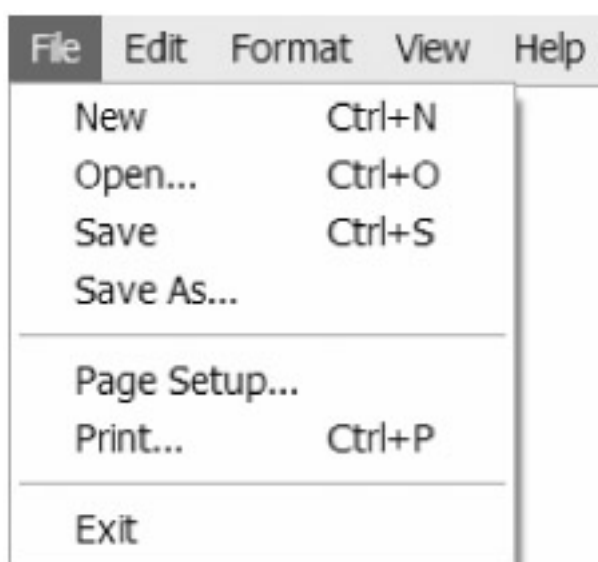 File Edit Format View Help
New Ctrl+N
Open... Ctrl+O
Save Ctrl+S
Save As...
Page Setup...
Print... Ctrl+P
Exit